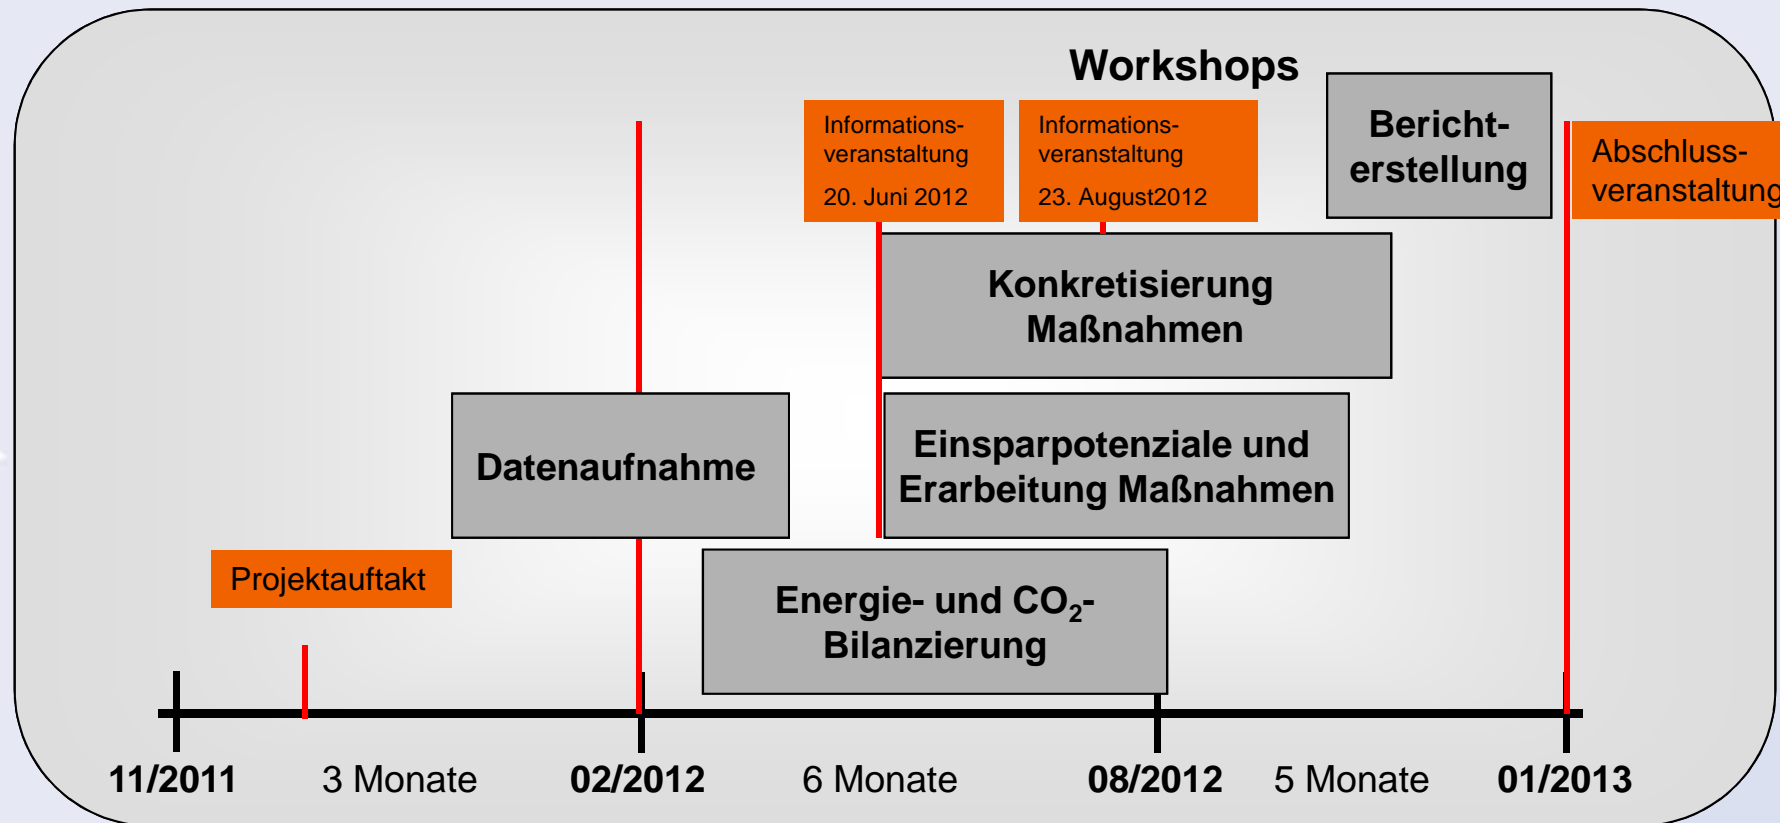 Workshops
Informations-
veranstaltung
20. Juni 2012
Informations-
veranstaltung
23. August2012
Bericht-
erstellung
Abschluss-
veranstaltung
Konkretisierung
Maßnahmen
Datenaufnahme
Einsparpotenziale und
Erarbeitung Maßnahmen
Projektauftakt
Energie- und CO₂-
Bilanzierung
11/2011 3 Monate 02/2012 6 Monate 08/2012 5 Monate 01/2013